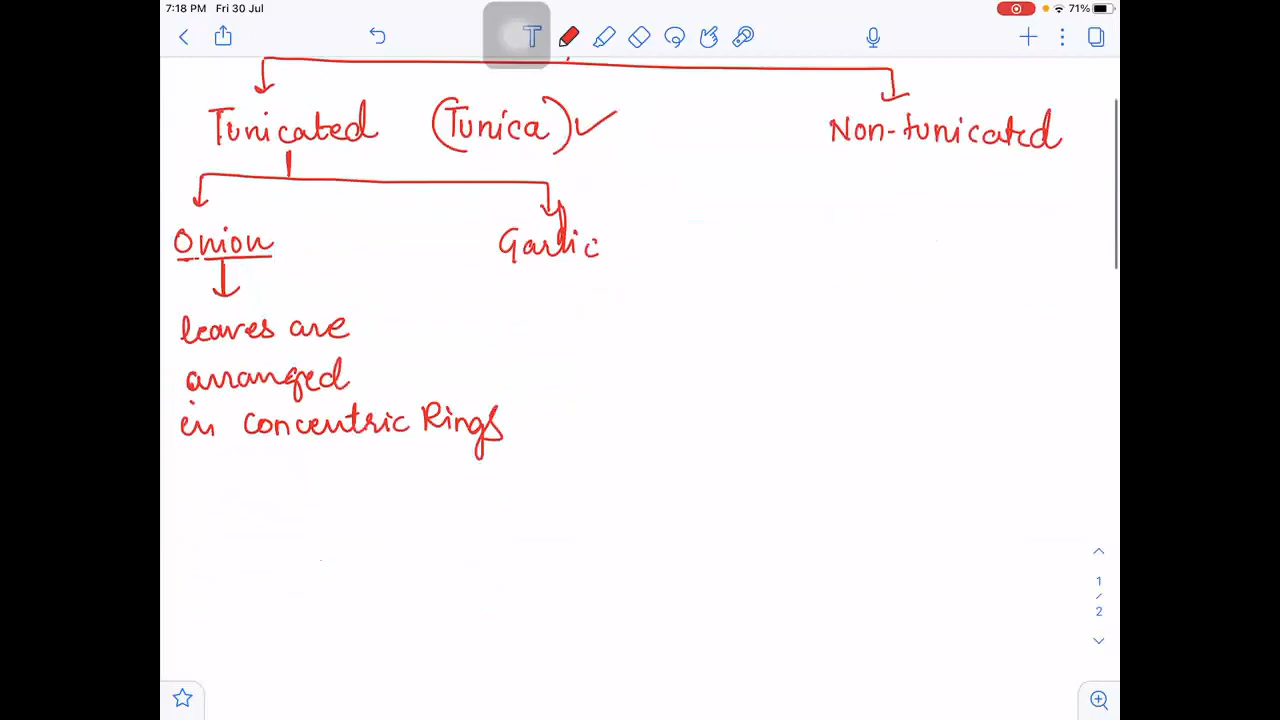 7:18 PM Fri 30 Jul 71%
T
Tunicated (Tunica) Non-tunicated
Onion Garlic
leaves are
arranged
in concentric Rings
1
/
2